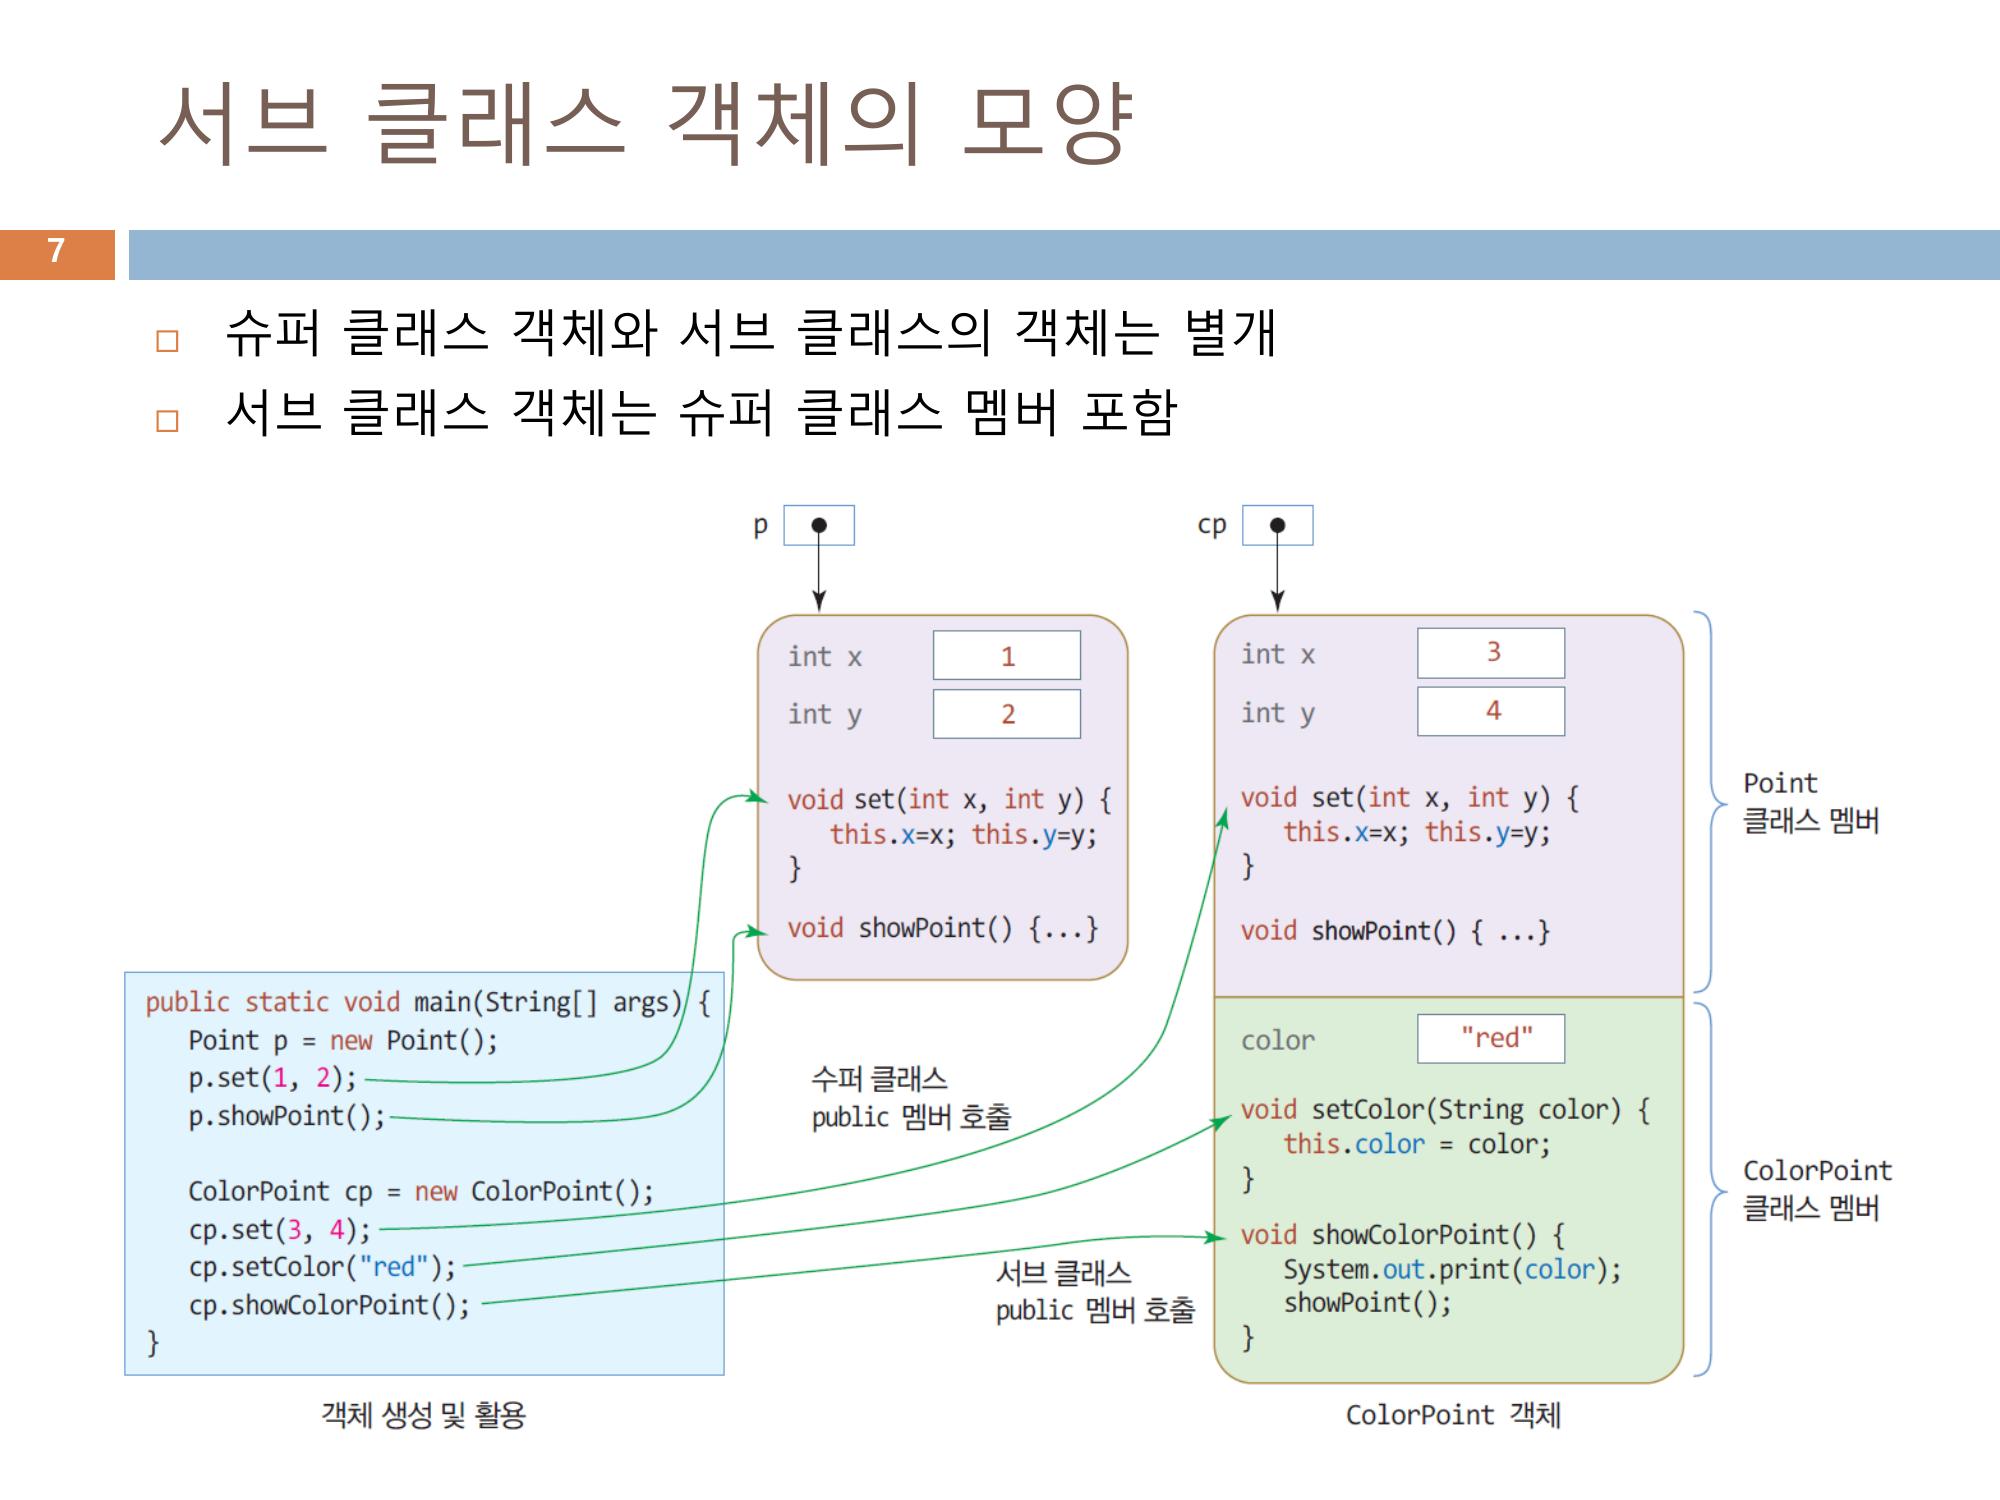 서브 클래스 객체의 모양
7
슈퍼 클래스 객체와 서브 클래스의 객체는 별개
서브 클래스 객체는 슈퍼 클래스 멤버 포함
p
cp
int x 1
int y 2
void set(int x, int y) {
this.x=x; this.y=y;
}
void showPoint() {...}
int x 3
int y 4
void set(int x, int y) {
this.x=x; this.y=y;
}
void showPoint() { ...}
Point
클래스 멤버
public static void main(String[] args) {
Point p = new Point();
p.set(1, 2);
p.showPoint();
ColorPoint cp = new ColorPoint();
cp.set(3, 4);
cp.setColor("red");
cp.showColorPoint();
}
객체 생성 및 활용
수퍼 클래스
public 멤버 호출
서브 클래스
public 멤버 호출
color "red"
void setColor(String color) {
this.color = color;
}
void showColorPoint() {
System.out.print(color);
showPoint();
}
ColorPoint
클래스 멤버
ColorPoint 객체